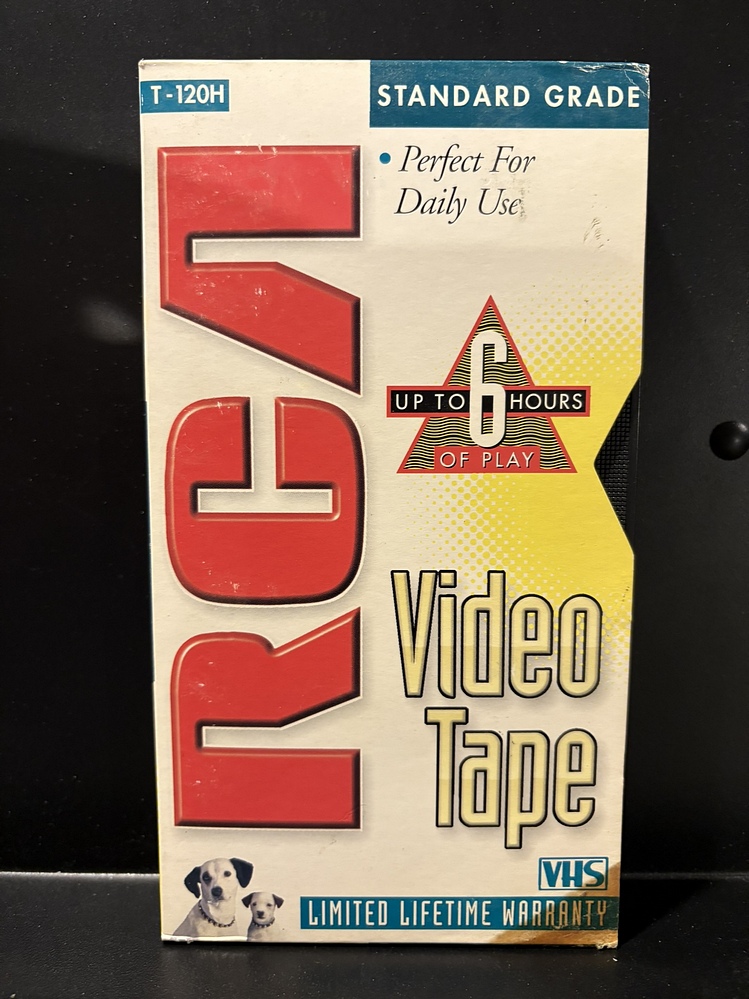 T-120H
STANDARD GRADE
RCA
• Perfect For
Daily Use
UP TO 6 HOURS
OF PLAY
Video
Tape
VHS
LIMITED LIFETIME WARRANTY